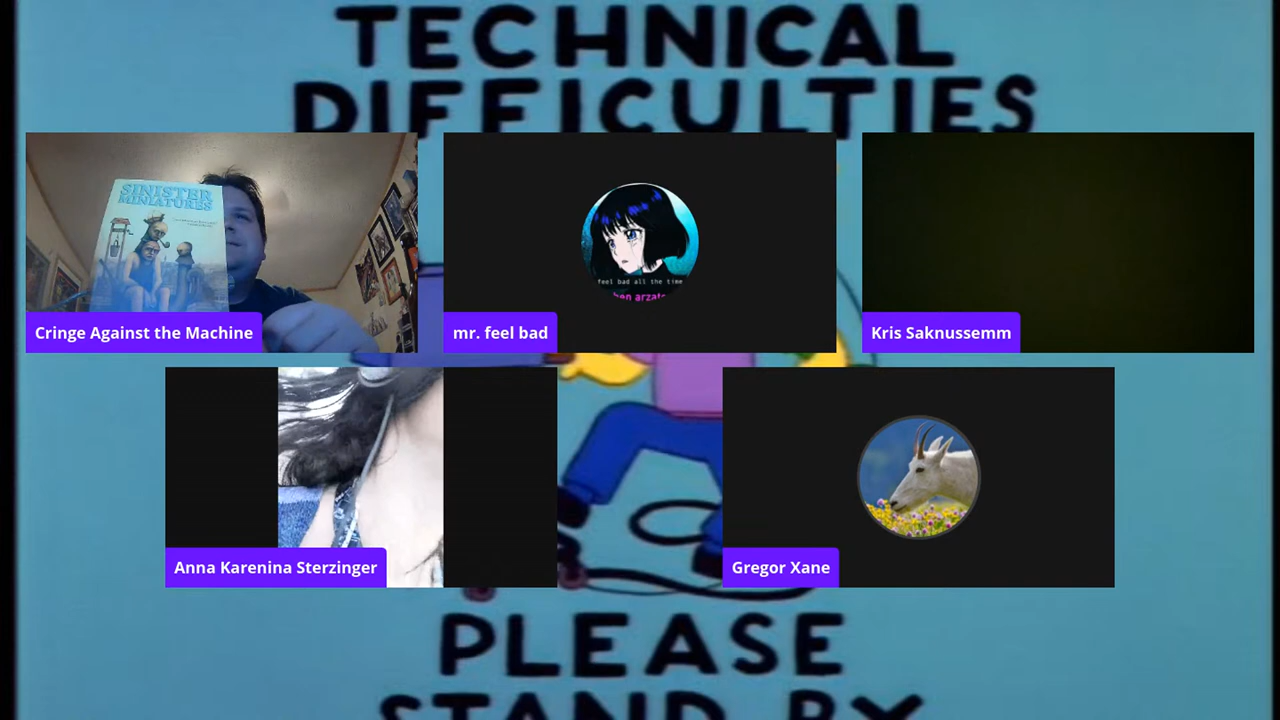 TECHNICAL
DIFFICULTIES
SINISTER
MINIATURES
Cringe Against the Machine
feel bad all the time
mr. feel bad
Kris Saknussemm
Anna Karenina Sterzinger
Gregor Xane
PLEASE
STAND BY